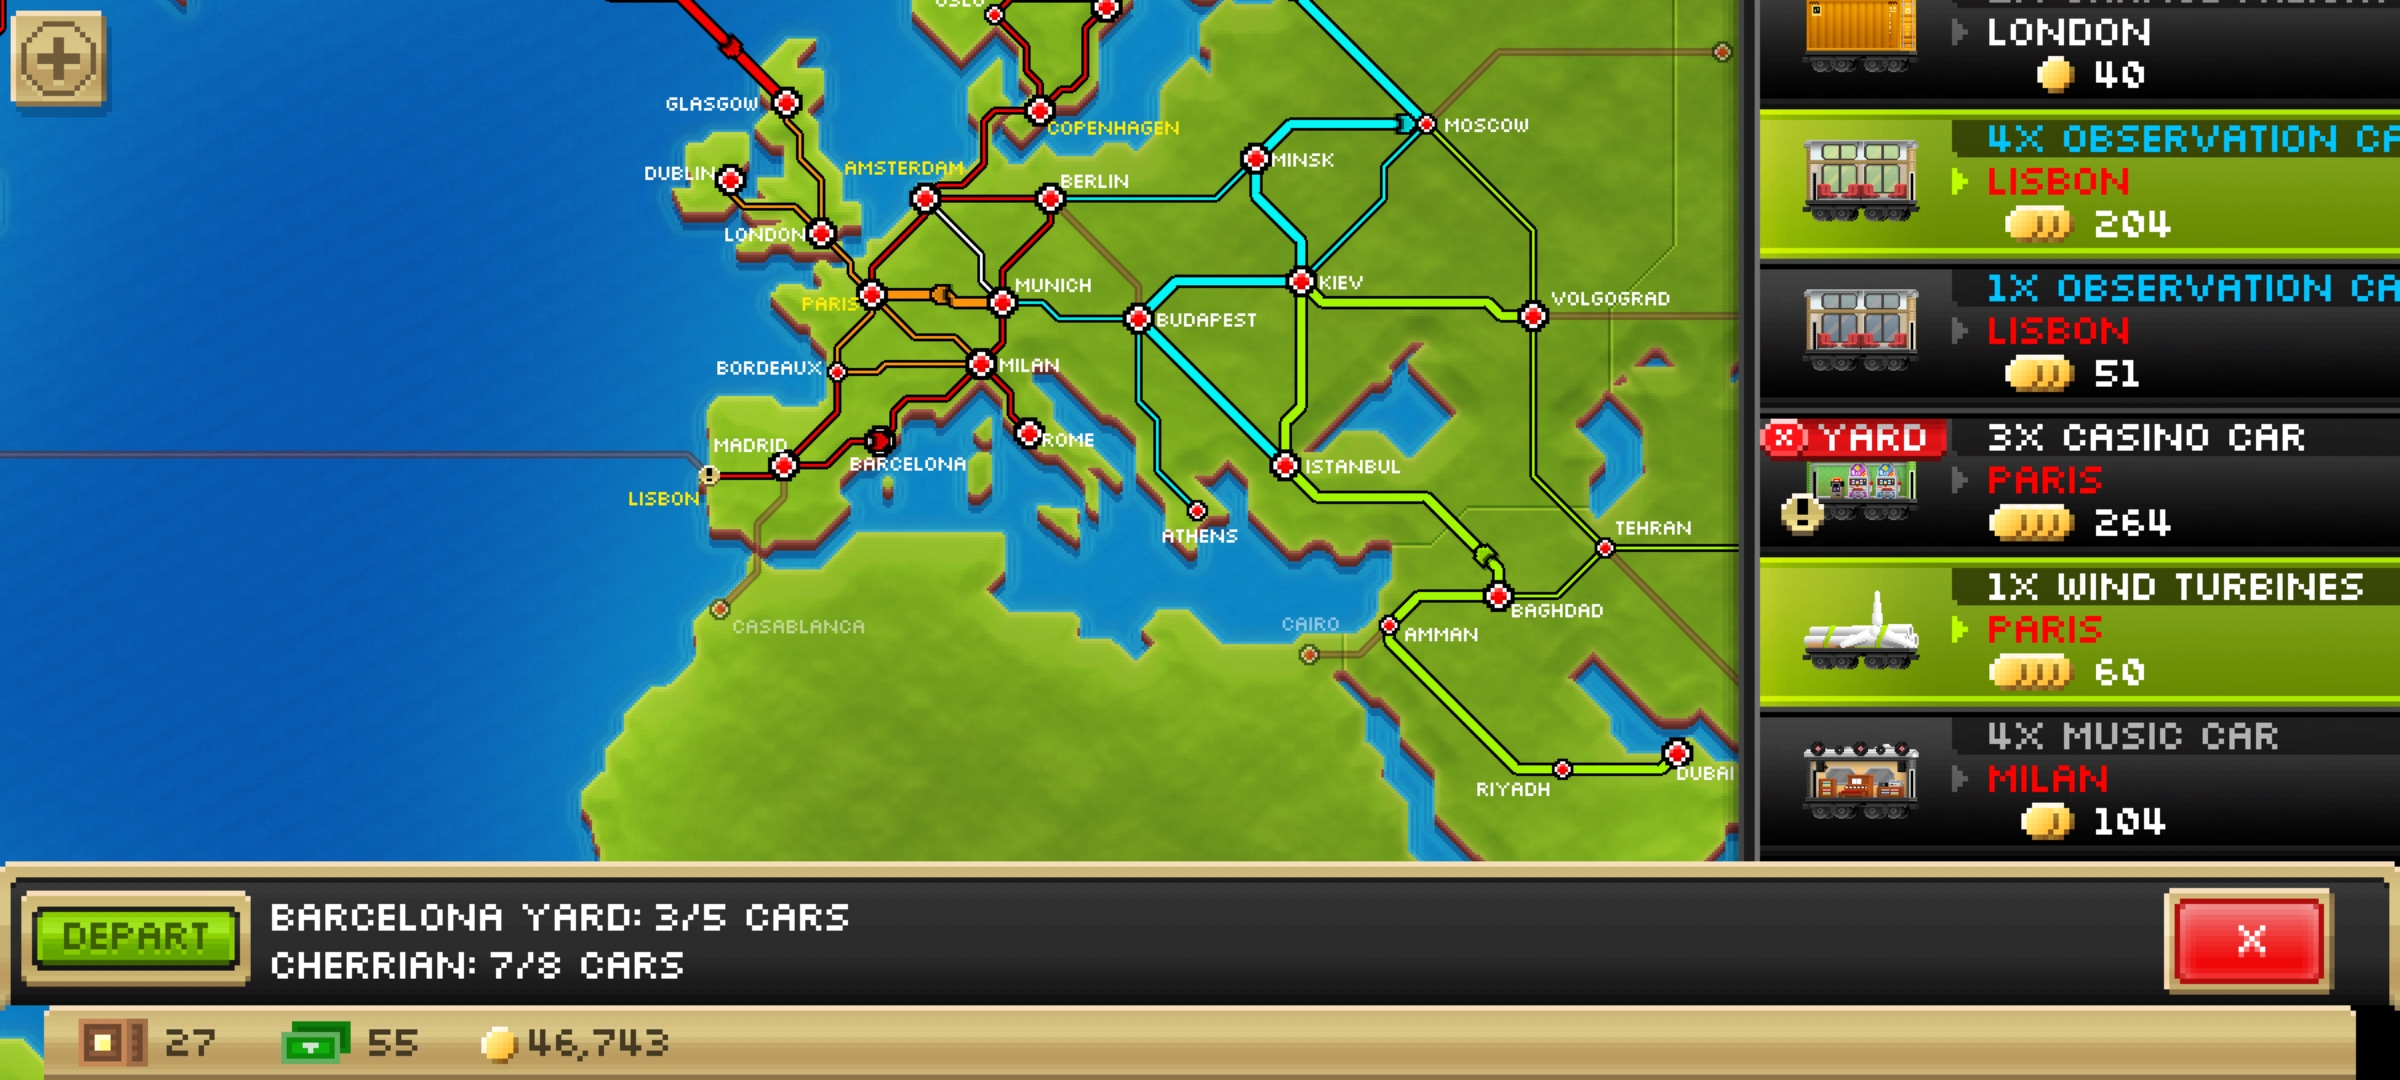 GLASGOW
COPENHAGEN
MOSCOW
MINSK
DUBLIN
AMSTERDAM
BERLIN
LONDON
MUNICH
KIEV
VOLGOGRAD
PARIS
BUDAPEST
BORDEAUX
MILAN
MADRID
ROME
BARCELONA
ISTANBUL
LISBON
ATHENS
TEHRAN
BAGHDAD
CASABLANCA
CAIRO
AMMAN
RIYADH
LONDON
40
4X OBSERVATION
LISBON
204
1X OBSERVATION
LISBON
51
YARD 3X CASINO CAR
PARIS
264
1X WIND TURBINES
PARIS
60
4X MUSIC CAR
MILAN
104
DEPART
BARCELONA YARD: 3/5 CARS
CHERRIAN: 7/8 CARS
X
27 55 46,743